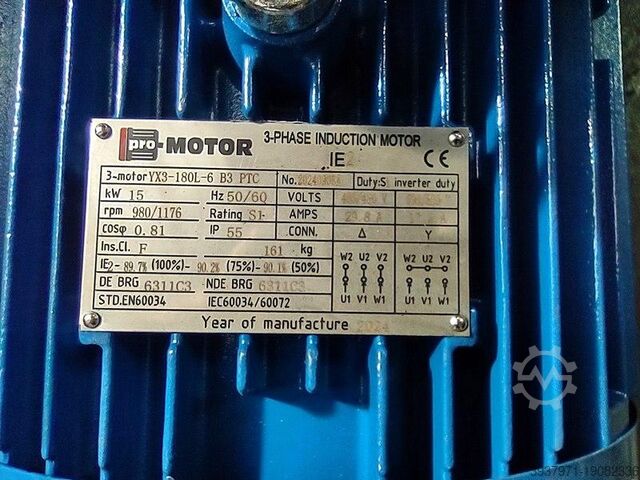 pro-MOTOR 3-PHASE INDUCTION MOTOR
IE2 CE
3-motor YX3-180L-6 B3 PTC No. Duty:S1 inverter duty
kW 15 Hz 50/60 VOLTS
rpm 980/1176 Rating S1 AMPS
cosφ 0.81 IP 55 CONN. Δ Y
Ins.Cl. F 161 kg W2 U2 V2 W2 U2 V2
IE2- 89.7% (100%)- 90.2% (75%)- 90.1% (50%)
DE BRG 6311C3 NDE BRG 6311C3 U1 V1 W1 U1 V1 W1
STD.EN60034 IEC60034/60072
Year of manufacture 2024